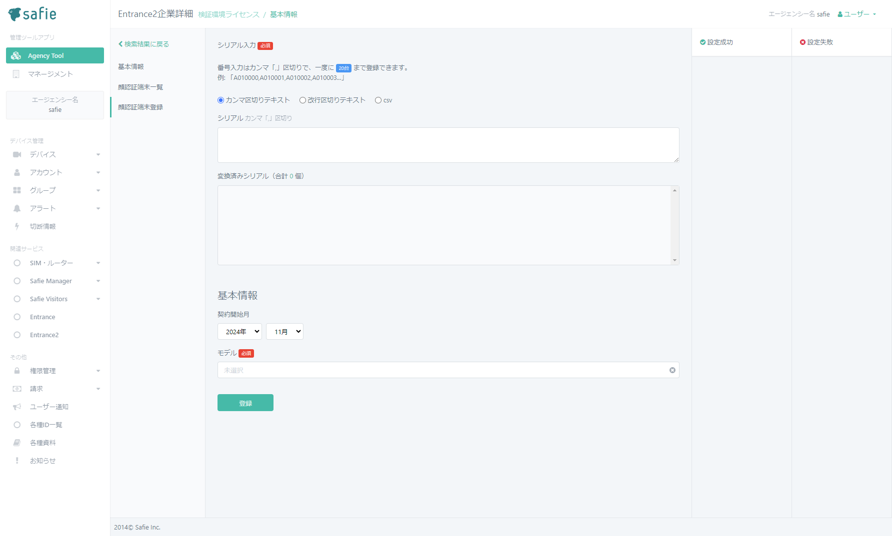 safie
管理ツールアプリ
Agency Tool
マネージメント
エージェンシー名
safie
デバイス管理
デバイス
アカウント
グループ
アラート
切断情報
関連サービス
SIM・ルーター
Safie Manager
Safie Visitors
Entrance
Entrance2
その他
権限管理
請求
ユーザー通知
各種ID一覧
各種資料
お知らせ
Entrance2企業詳細 検証環境ライセンス / 基本情報
エージェンシー名 safie ユーザー
検索結果に戻る
基本情報
顔認証端末一覧
顔認証端末登録
シリアル入力 必須
番号入力はカンマ「,」区切りで、一度に 20台 まで登録できます。
例: 「A010000,A010001,A010002,A010003...」
カンマ区切りテキスト 改行区切りテキスト csv
シリアル カンマ「,」区切り
変換済みシリアル（合計 0 個）
基本情報
契約開始月
2024年 11月
モデル 必須
未選択
登録
設定成功
設定失敗
2014© Safie Inc.